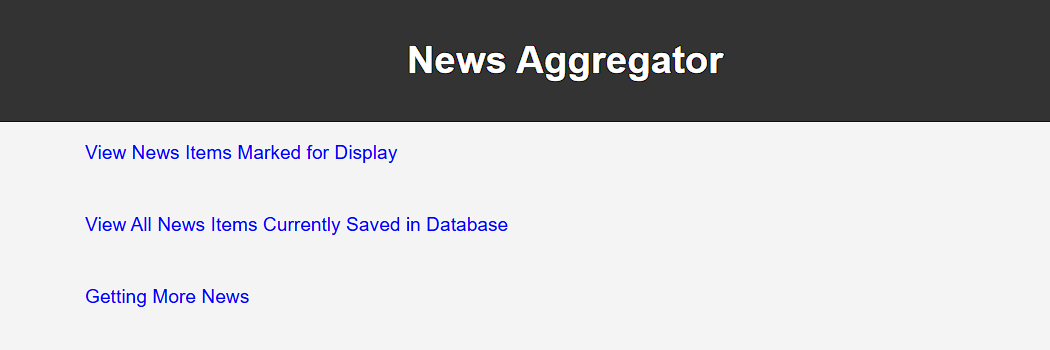 News Aggregator
View News Items Marked for Display
View All News Items Currently Saved in Database
Getting More News